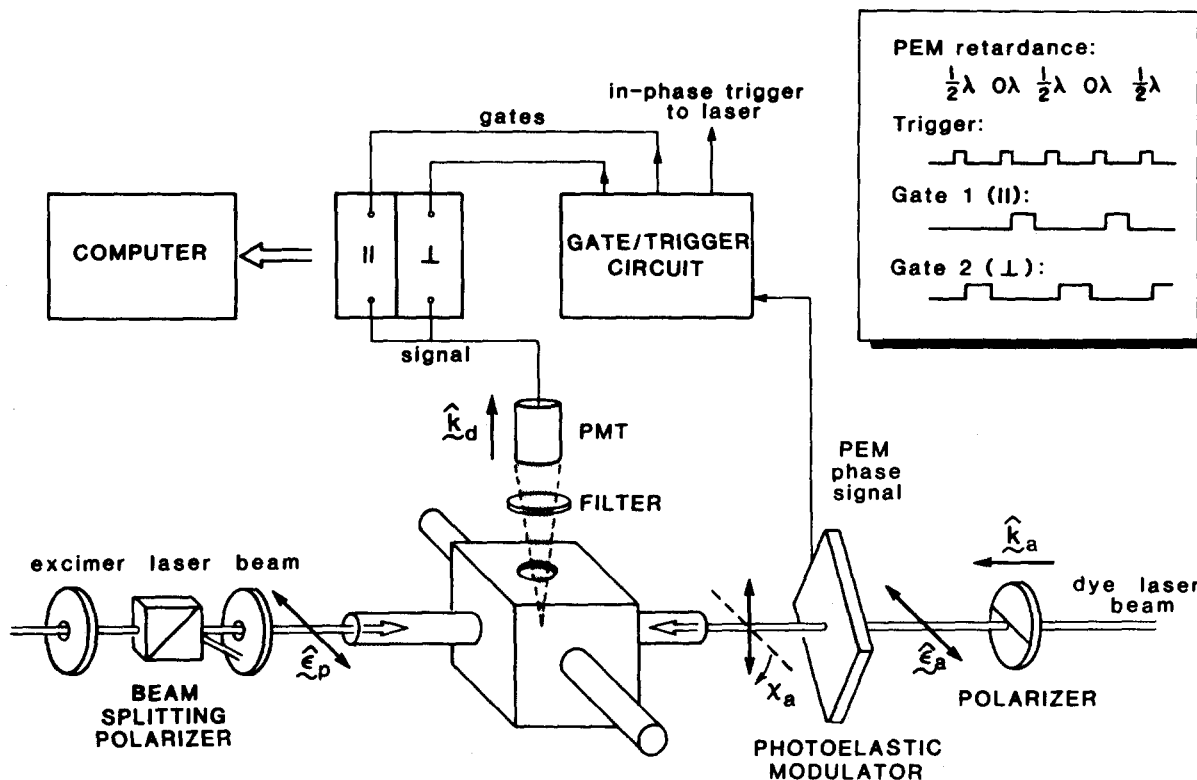 PEM retardance:
½λ 0λ ½λ 0λ ½λ
Trigger:
Gate 1 (II):
Gate 2 (⊥):
in-phase trigger
to laser
gates
COMPUTER
||
⊥
GATE/TRIGGER
CIRCUIT
signal
k̂d
PMT
FILTER
PEM
phase
signal
k̂a
excimer laser beam
dye laser
beam
ε̂p
χa
ε̂a
BEAM
SPLITTING
POLARIZER
POLARIZER
PHOTOELASTIC
MODULATOR